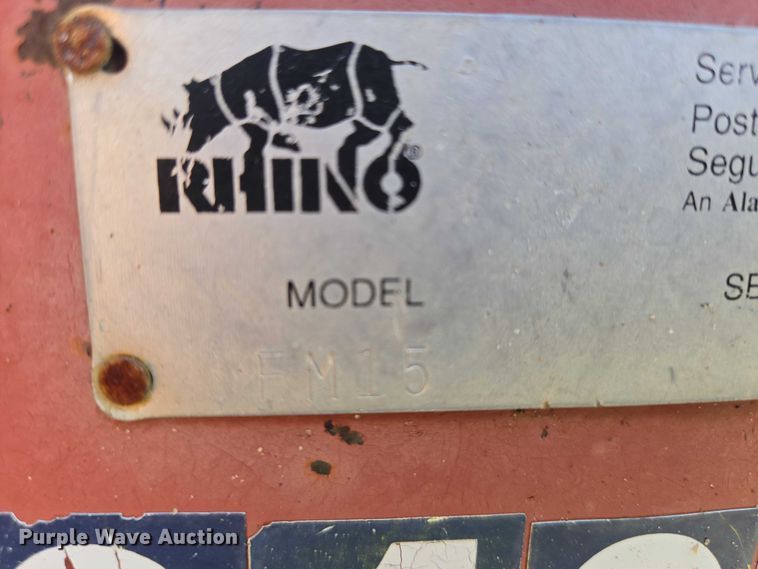 RHINO®
Serv
Post
Segu
An Ala
MODEL
SE
FM15
Purple Wave Auction